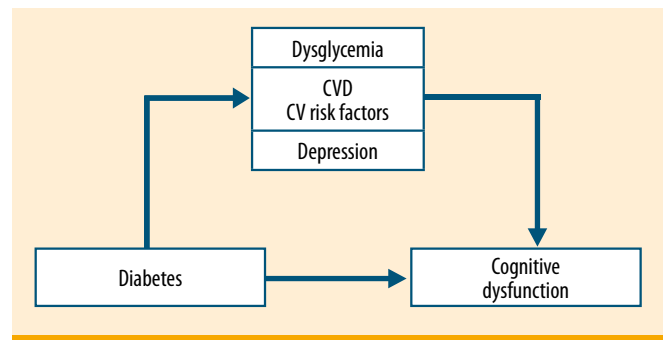 Dysglycemia
CVD
CV risk factors
Depression
Diabetes
Cognitive
dysfunction